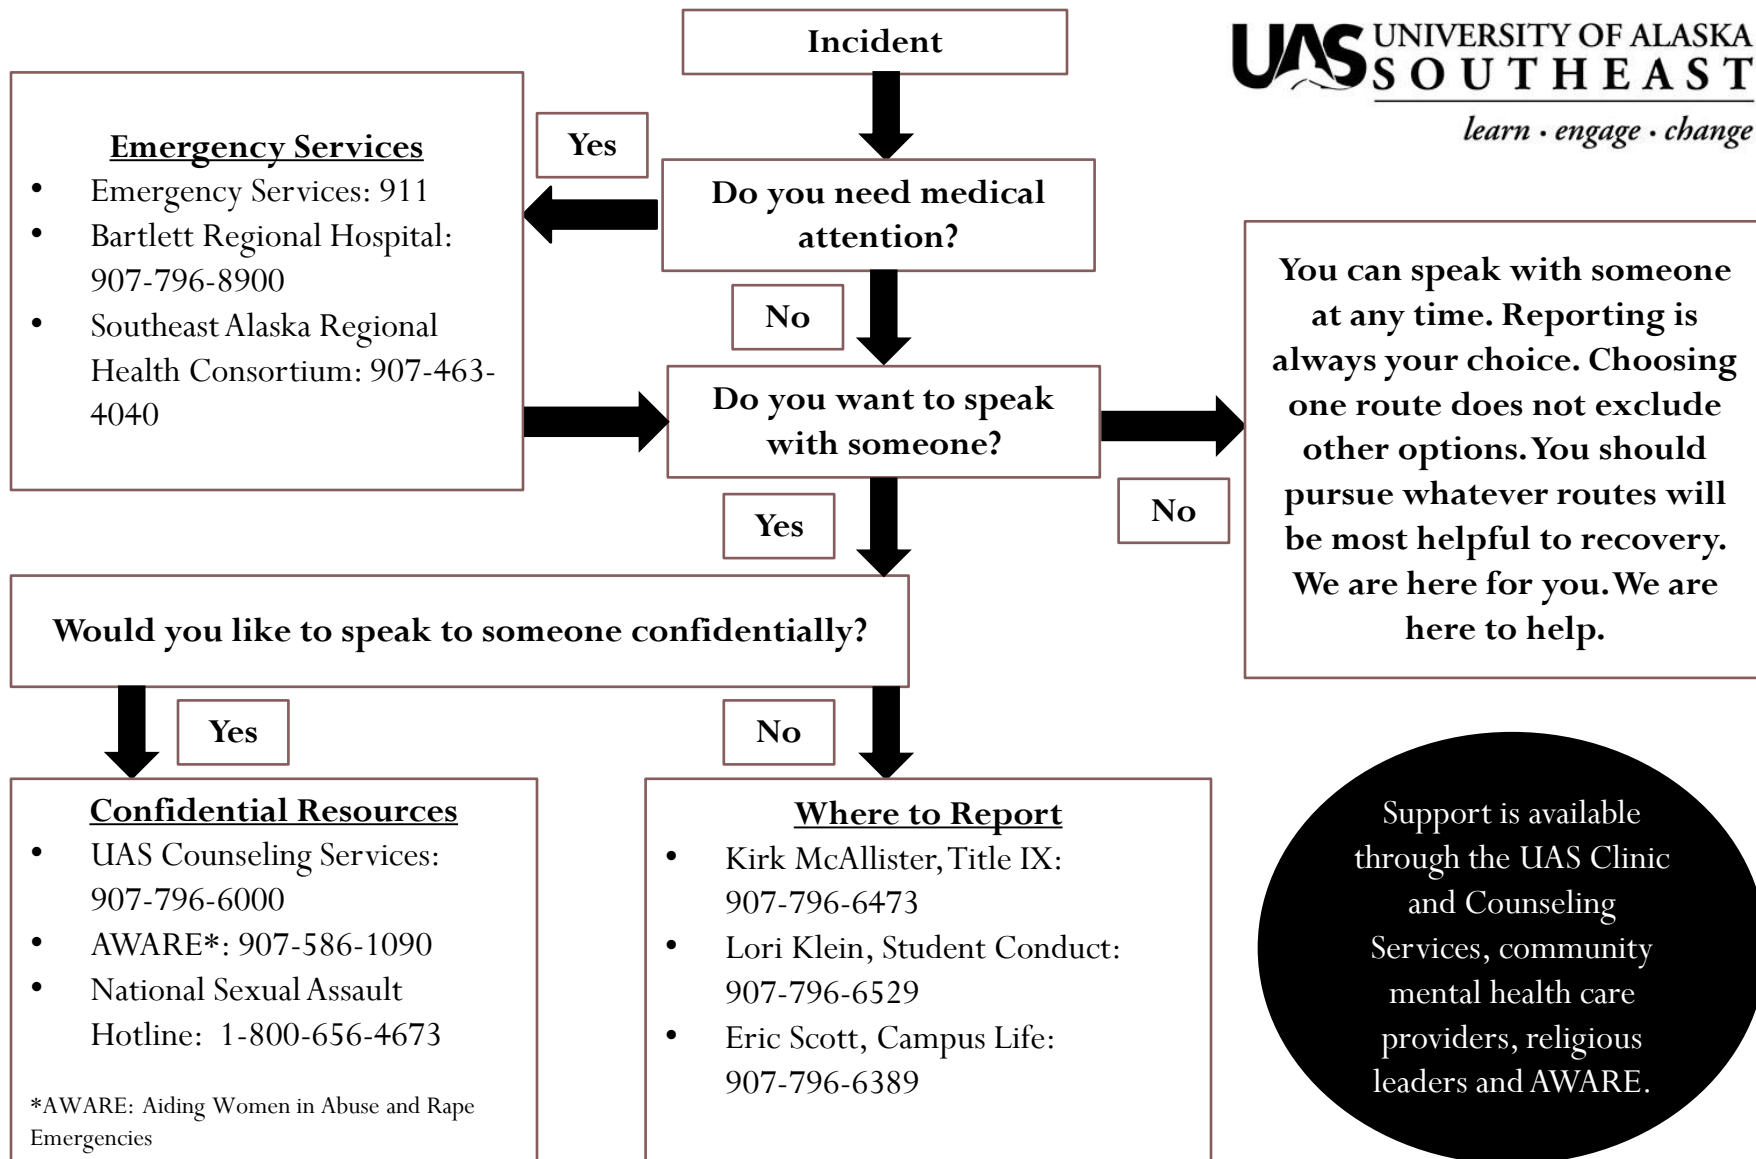 Incident
UAS UNIVERSITY OF ALASKA
SOUTHEAST
learn · engage · change
Emergency Services
• Emergency Services: 911
• Bartlett Regional Hospital:
907-796-8900
• Southeast Alaska Regional
Health Consortium: 907-463-
4040
Yes
Do you need medical
attention?
No
Do you want to speak
with someone?
No
You can speak with someone
at any time. Reporting is
always your choice. Choosing
one route does not exclude
other options. You should
pursue whatever routes will
be most helpful to recovery.
We are here for you. We are
here to help.
Yes
Would you like to speak to someone confidentially?
Yes
No
Confidential Resources
• UAS Counseling Services:
907-796-6000
• AWARE*: 907-586-1090
• National Sexual Assault
Hotline: 1-800-656-4673
*AWARE: Aiding Women in Abuse and Rape
Emergencies
Where to Report
• Kirk McAllister, Title IX:
907-796-6473
• Lori Klein, Student Conduct:
907-796-6529
• Eric Scott, Campus Life:
907-796-6389
Support is available
through the UAS Clinic
and Counseling
Services, community
mental health care
providers, religious
leaders and AWARE.